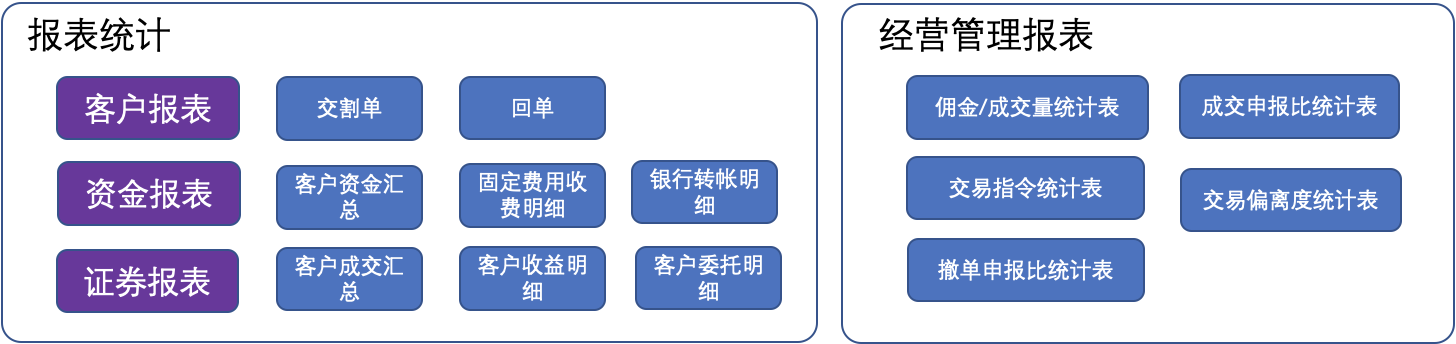 报表统计
客户报表
交割单
回单
资金报表
客户资金汇
总
固定费用收
费明细
银行转帐明
细
证券报表
客户成交汇
总
客户收益明
细
客户委托明
细
经营管理报表
佣金/成交量统计表
成交申报比统计表
交易指令统计表
交易偏离度统计表
撤单申报比统计表